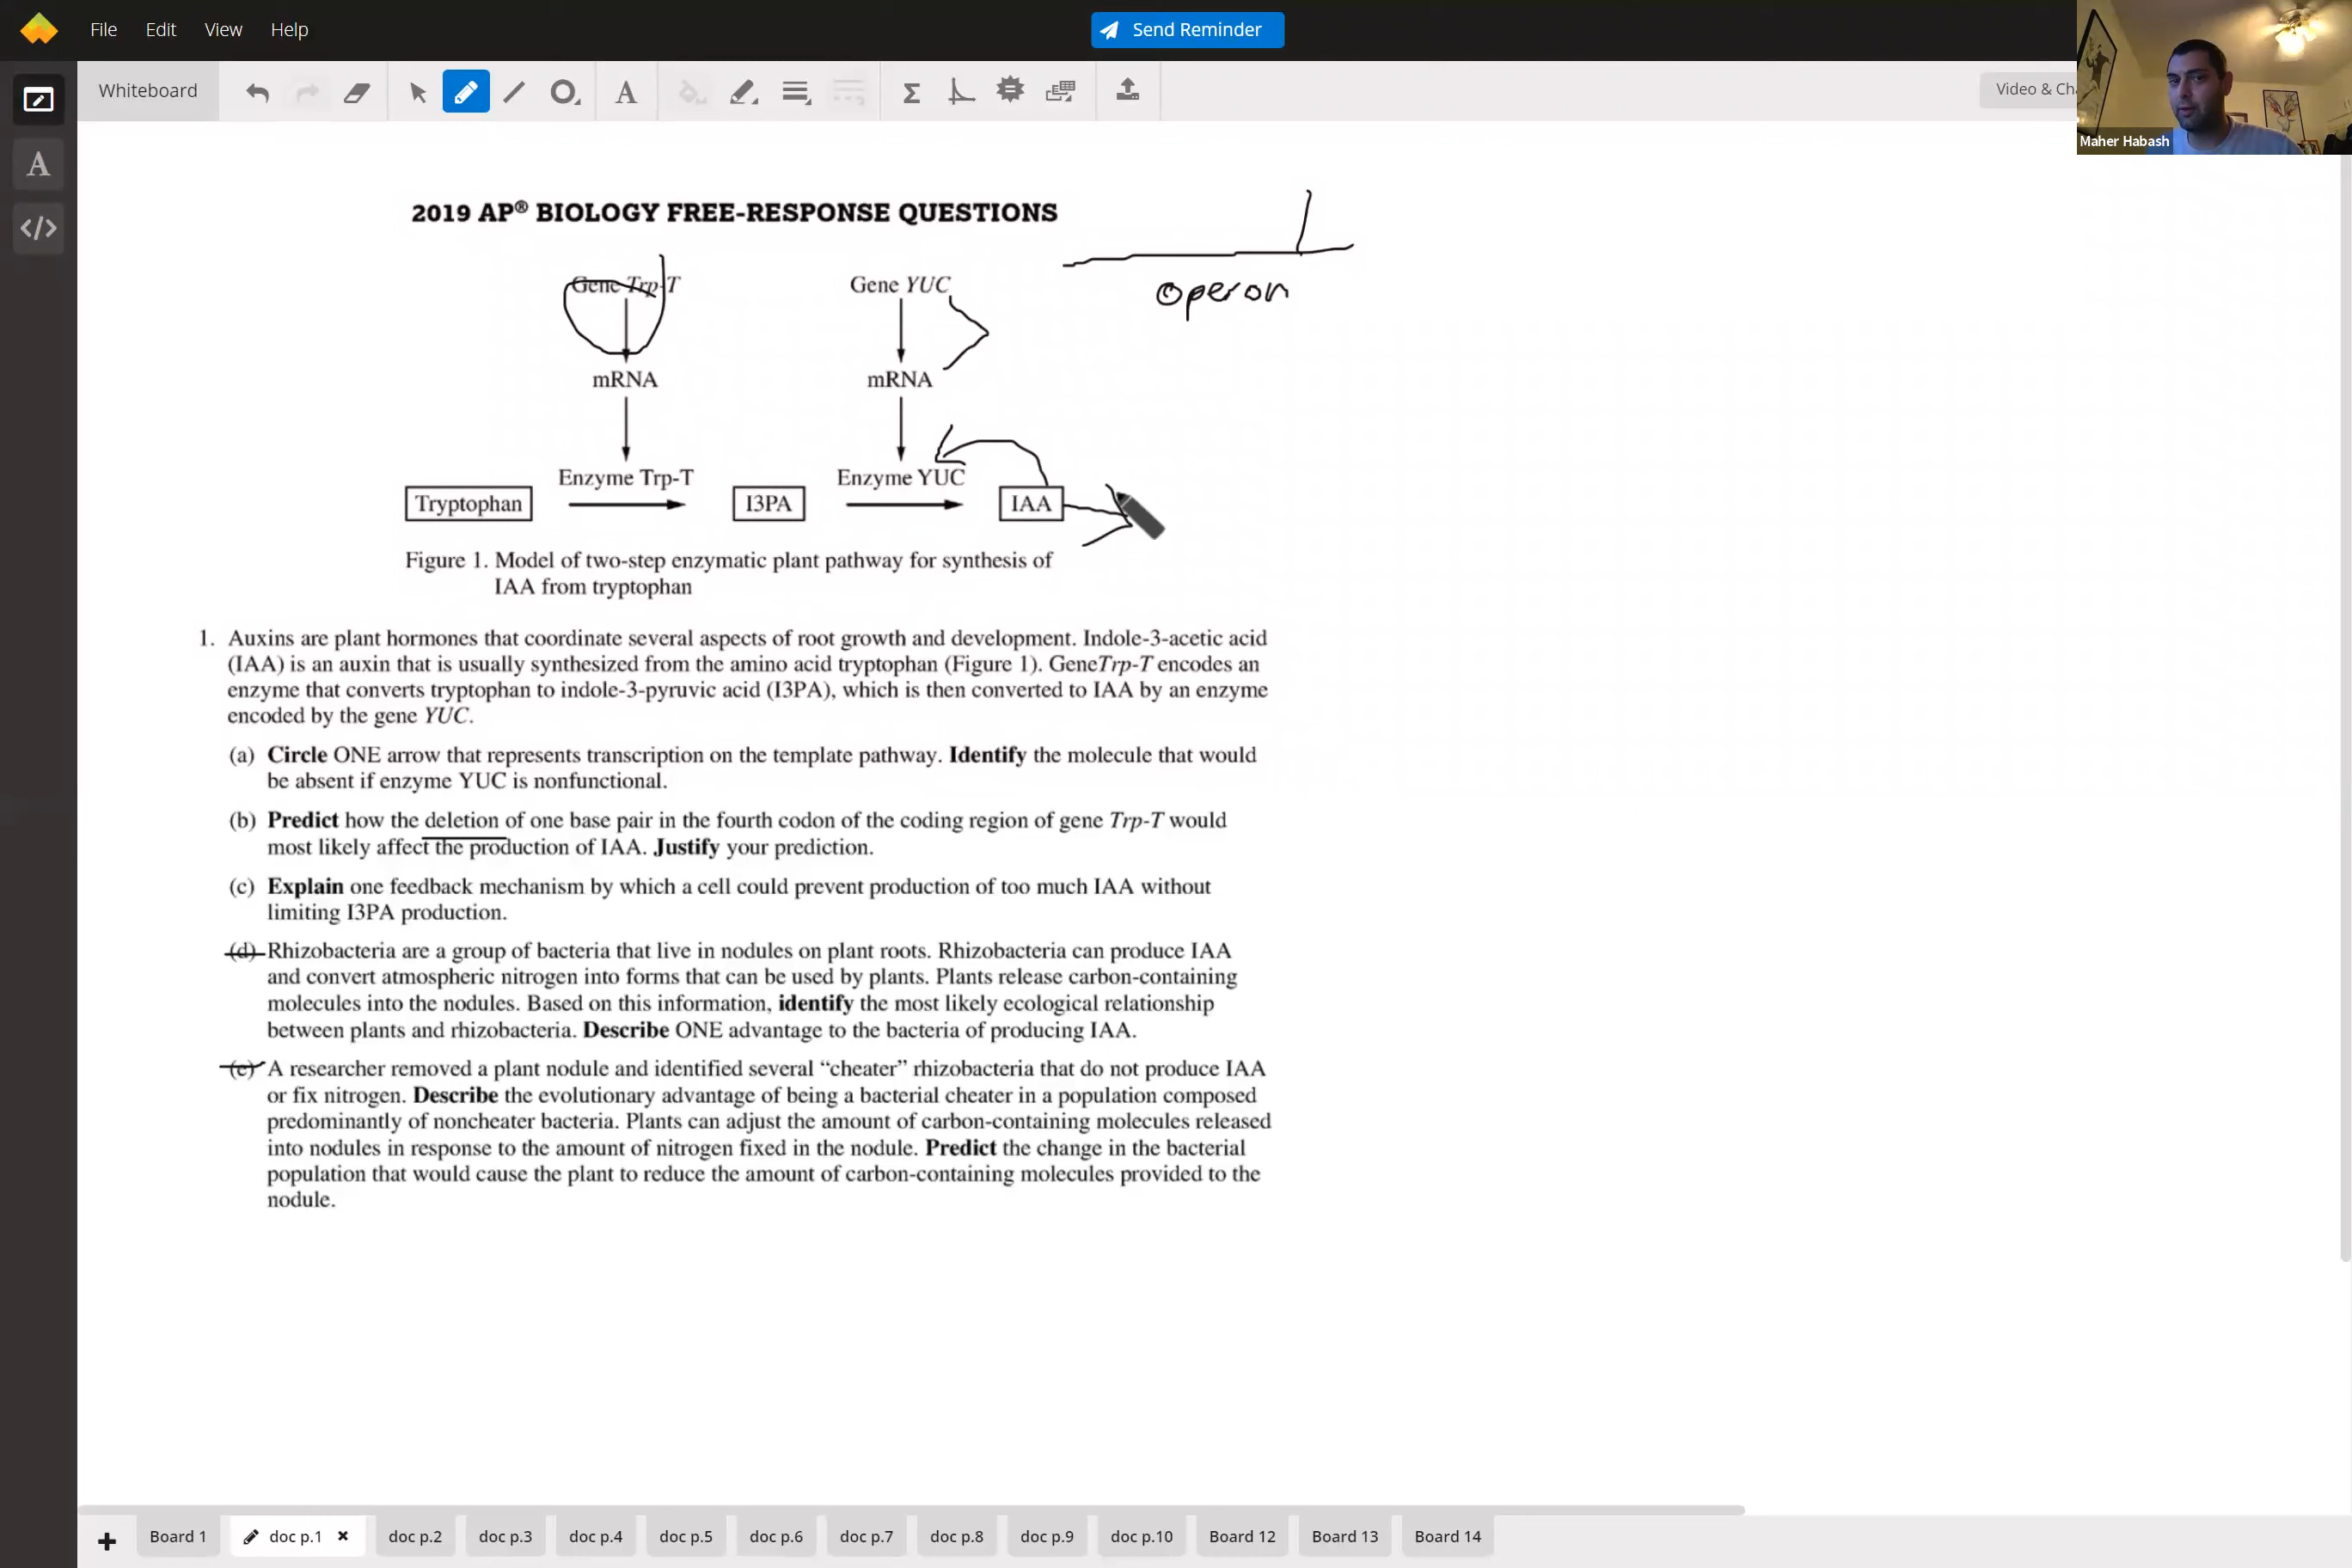 File Edit View Help
Send Reminder
Whiteboard
A
Σ
Video & Cha
Maher Habash
A
</>
2019 AP® BIOLOGY FREE-RESPONSE QUESTIONS
Gene Trp-T
Gene YUC
operon
mRNA
mRNA
Enzyme Trp-T
Enzyme YUC
Tryptophan
I3PA
IAA
Figure 1. Model of two-step enzymatic plant pathway for synthesis of
IAA from tryptophan
1. Auxins are plant hormones that coordinate several aspects of root growth and development. Indole-3-acetic acid
(IAA) is an auxin that is usually synthesized from the amino acid tryptophan (Figure 1). Gene Trp-T encodes an
enzyme that converts tryptophan to indole-3-pyruvic acid (I3PA), which is then converted to IAA by an enzyme
encoded by the gene YUC.
(a) Circle ONE arrow that represents transcription on the template pathway. Identify the molecule that would
be absent if enzyme YUC is nonfunctional.
(b) Predict how the deletion of one base pair in the fourth codon of the coding region of gene Trp-T would
most likely affect the production of IAA. Justify your prediction.
(c) Explain one feedback mechanism by which a cell could prevent production of too much IAA without
limiting I3PA production.
(d) Rhizobacteria are a group of bacteria that live in nodules on plant roots. Rhizobacteria can produce IAA
and convert atmospheric nitrogen into forms that can be used by plants. Plants release carbon-containing
molecules into the nodules. Based on this information, identify the most likely ecological relationship
between plants and rhizobacteria. Describe ONE advantage to the bacteria of producing IAA.
(e) A researcher removed a plant nodule and identified several “cheater” rhizobacteria that do not produce IAA
or fix nitrogen. Describe the evolutionary advantage of being a bacterial cheater in a population composed
predominantly of noncheater bacteria. Plants can adjust the amount of carbon-containing molecules released
into nodules in response to the amount of nitrogen fixed in the nodule. Predict the change in the bacterial
population that would cause the plant to reduce the amount of carbon-containing molecules provided to the
nodule.
+ Board 1 doc p.1 × doc p.2 doc p.3 doc p.4 doc p.5 doc p.6 doc p.7 doc p.8 doc p.9 doc p.10 Board 12 Board 13 Board 14